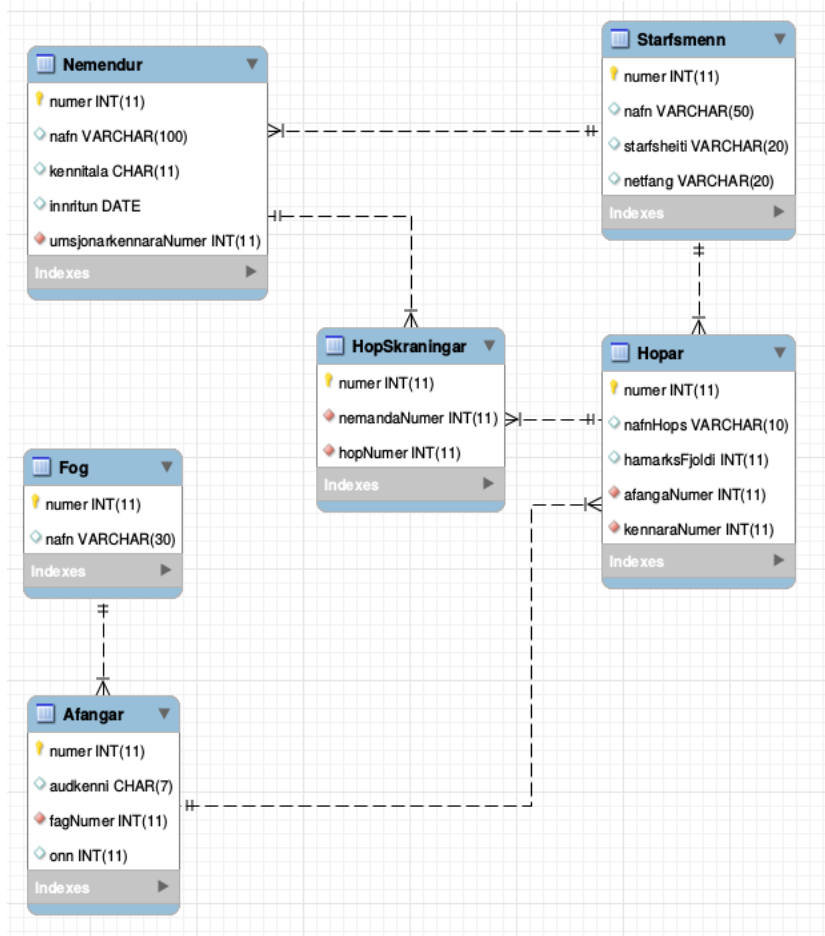 Nemendur
numer INT(11)
nafn VARCHAR(100)
kennitala CHAR(11)
innritun DATE
umsjonarkennaraNumer INT(11)
Indexes
Starfsmenn
numer INT(11)
nafn VARCHAR(50)
starfsheiti VARCHAR(20)
netfang VARCHAR(20)
Indexes
HopSkraningar
numer INT(11)
nemandaNumer INT(11)
hopNumer INT(11)
Indexes
Hopar
numer INT(11)
nafnHops VARCHAR(10)
hamarksFjoldi INT(11)
afangaNumer INT(11)
kennaraNumer INT(11)
Indexes
Fog
numer INT(11)
nafn VARCHAR(30)
Indexes
Afangar
numer INT(11)
audkenni CHAR(7)
fagNumer INT(11)
onn INT(11)
Indexes